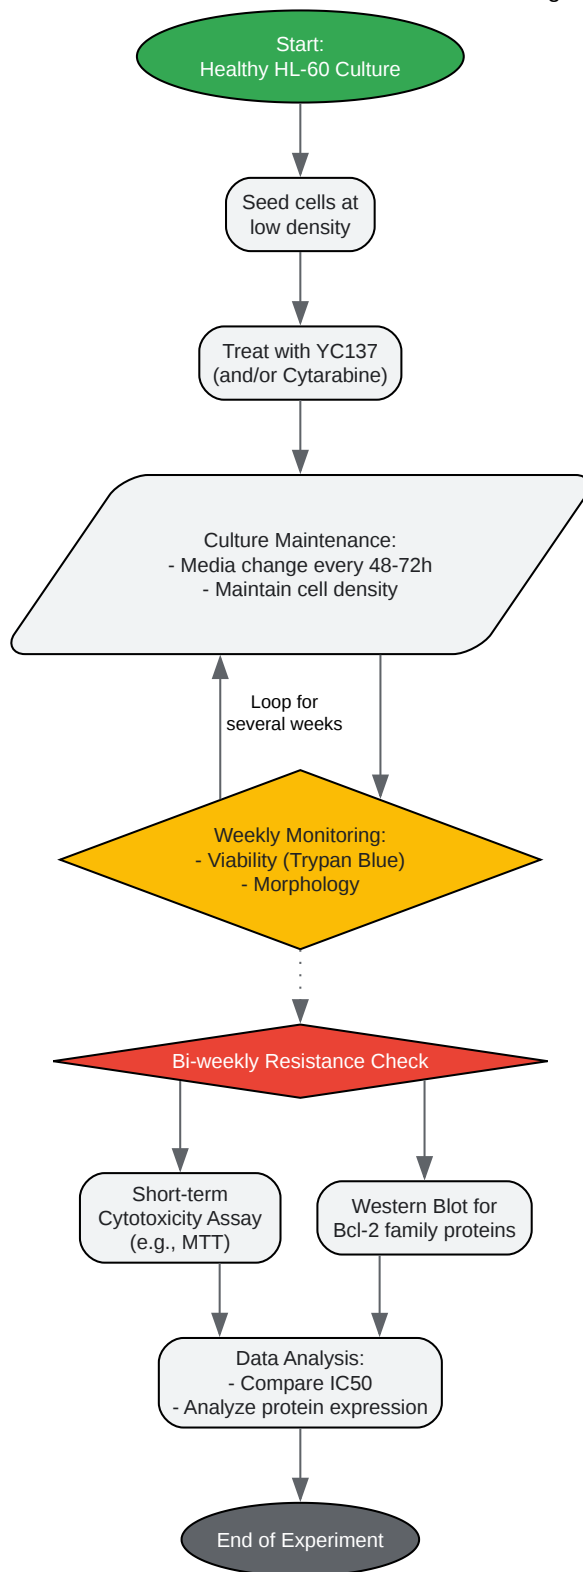 Start:
Healthy HL-60 Culture
Seed cells at
low density
Treat with YC137
(and/or Cytarabine)
Culture Maintenance:
- Media change every 48-72h
- Maintain cell density
Loop for
several weeks
Weekly Monitoring:
- Viability (Trypan Blue)
- Morphology
Bi-weekly Resistance Check
Short-term
Cytotoxicity Assay
(e.g., MTT)
Western Blot for
Bcl-2 family proteins
Data Analysis:
- Compare IC50
- Analyze protein expression
End of Experiment